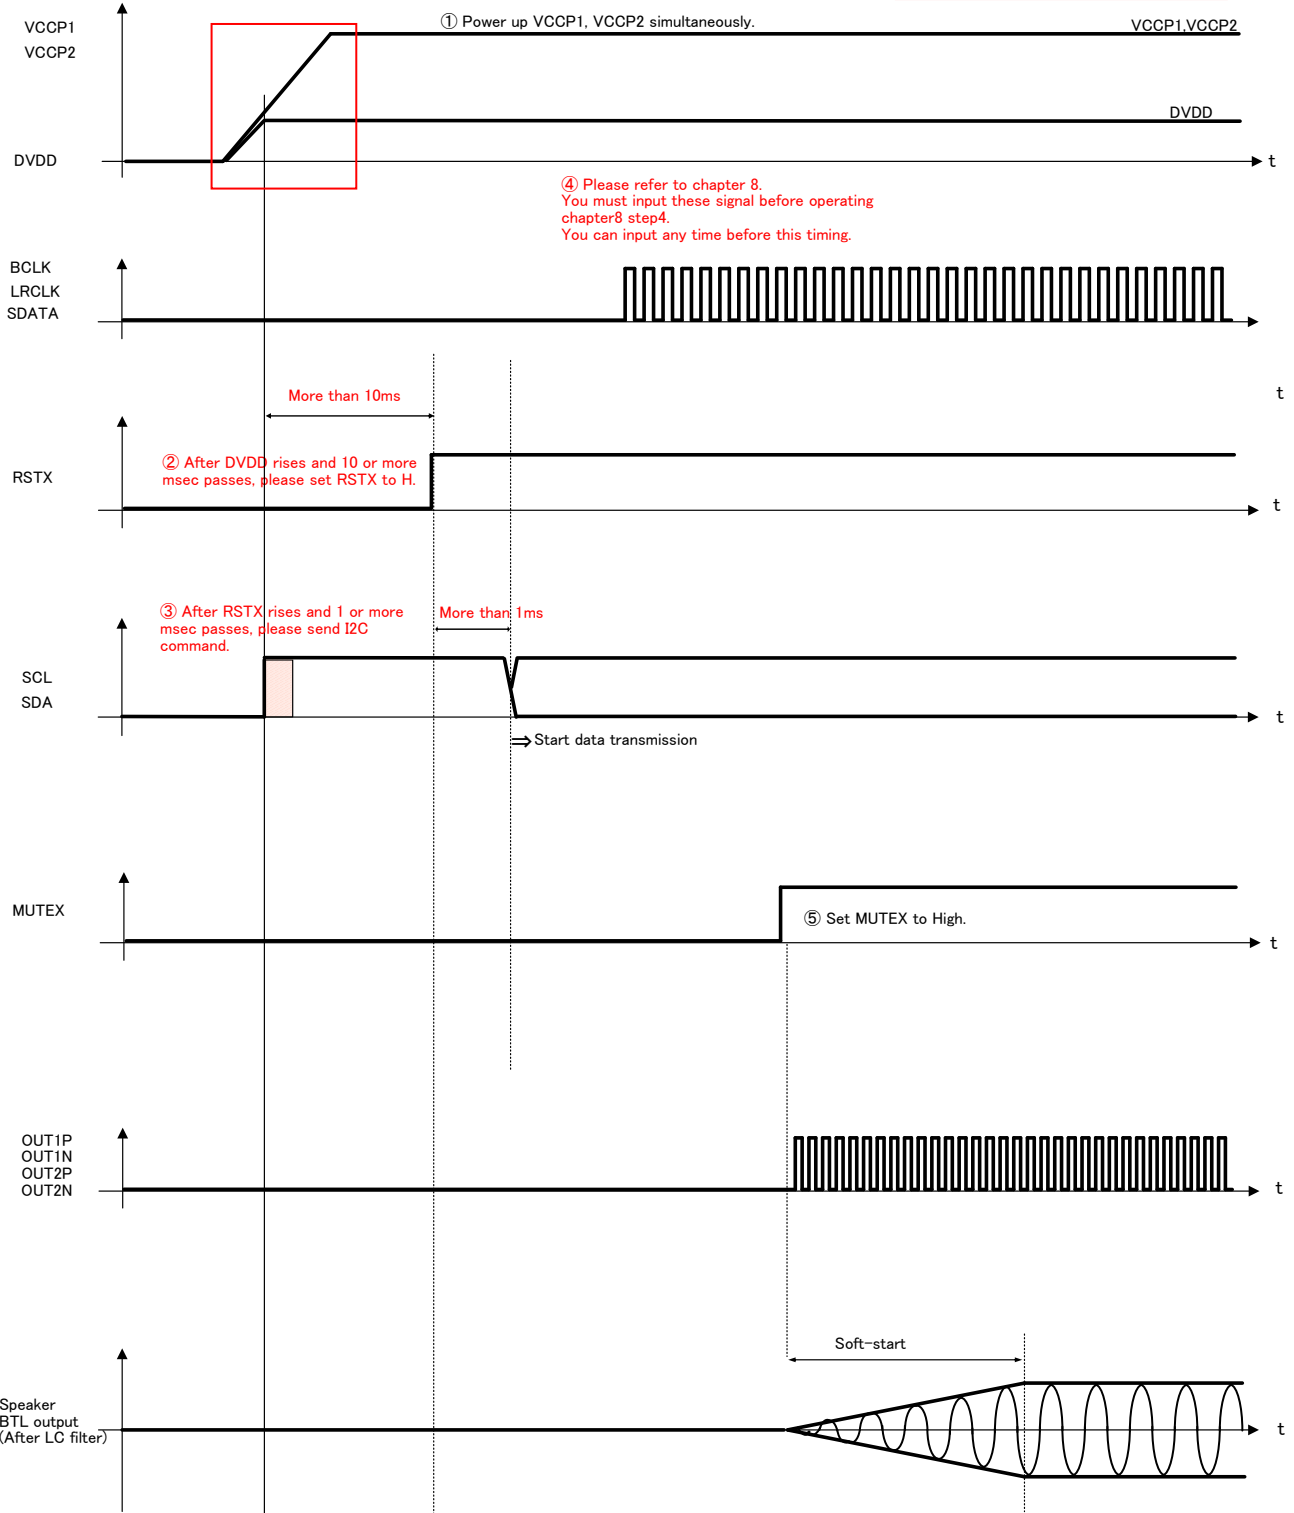 VCCP1
VCCP2
① Power up VCCP1, VCCP2 simultaneously.
VCCP1,VCCP2
DVDD
DVDD
t
④ Please refer to chapter 8.
You must input these signal before operating
chapter8 step4.
You can input any time before this timing.
BCLK
LRCLK
SDATA
t
More than 10ms
② After DVDD rises and 10 or more
msec passes, please set RSTX to H.
RSTX
t
③ After RSTX rises and 1 or more
msec passes, please send I2C
command.
More than 1ms
SCL
SDA
t
⇒ Start data transmission
MUTEX
⑤ Set MUTEX to High.
t
OUT1P
OUT1N
OUT2P
OUT2N
t
Soft-start
Speaker
BTL output
(After LC filter)
t